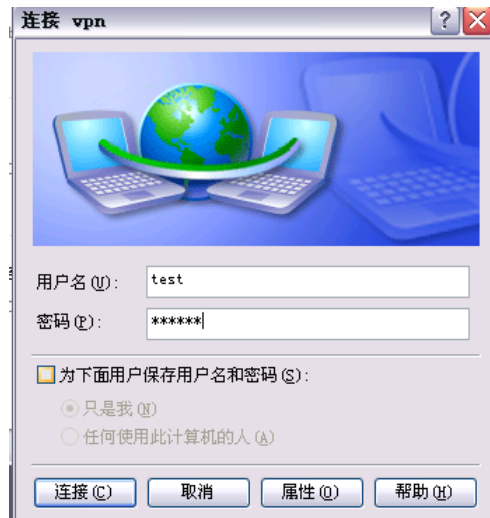 连接 vpn
用户名(U): test
密码(P): ******
为下面用户保存用户名和密码(S):
只是我(N)
任何使用此计算机的人(A)
连接(C) 取消 属性(O) 帮助(H)